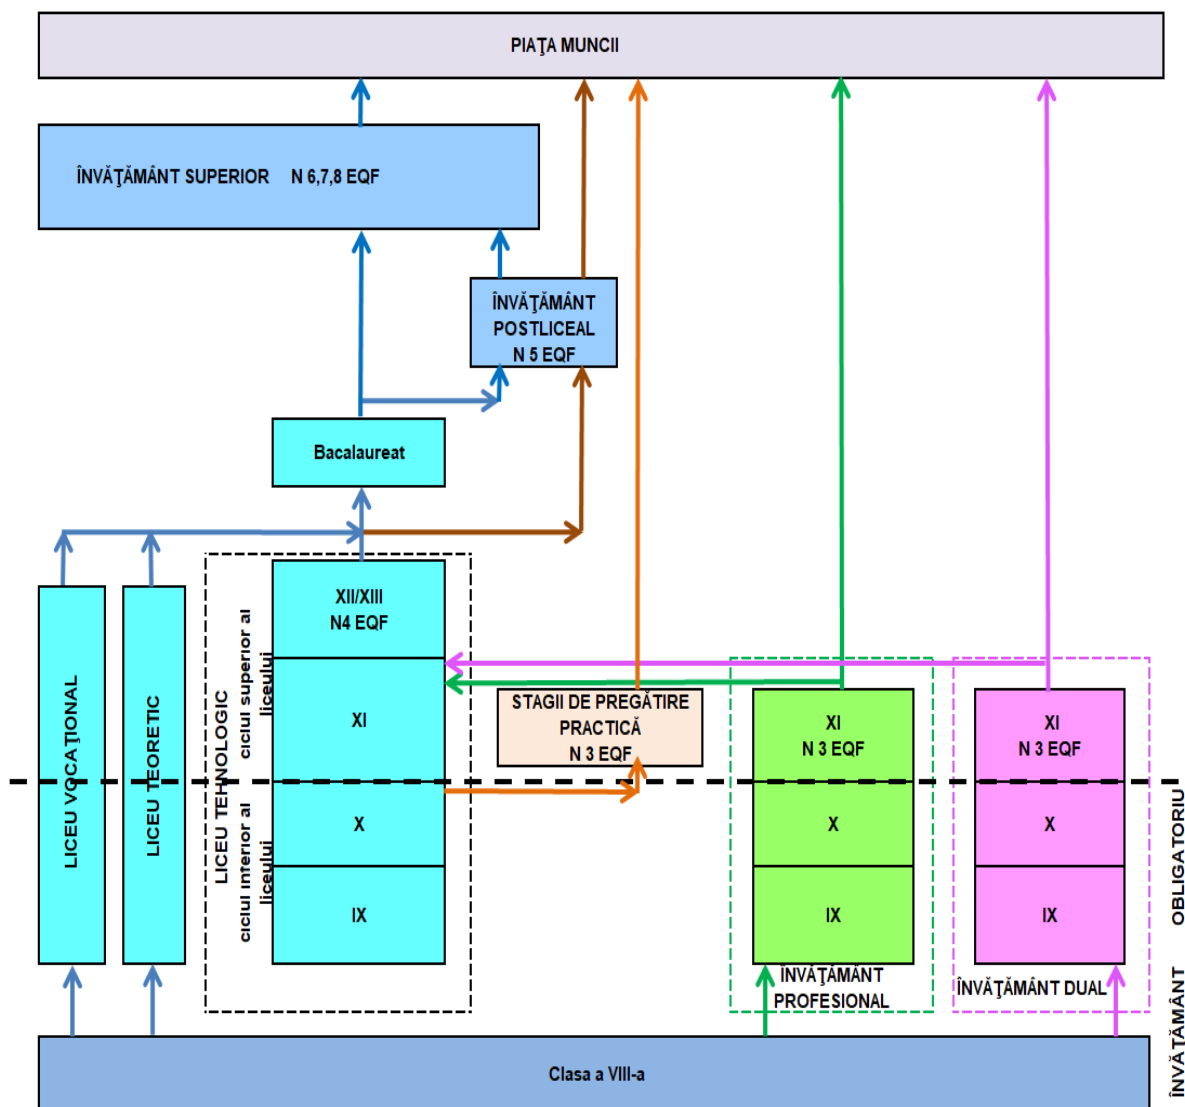 PIAŢA MUNCII
ÎNVĂŢĂMÂNT SUPERIOR N 6,7,8 EQF
ÎNVĂŢĂMÂNT
POSTLICEAL
N 5 EQF
Bacalaureat
LICEU VOCAŢIONAL
LICEU TEORETIC
LICEU TEHNOLOGIC
ciclul superior al
liceului
ciclul inferior al
liceului
XII/XIII
N4 EQF
XI
X
IX
STAGII DE PREGĂTIRE
PRACTICĂ
N 3 EQF
XI
N 3 EQF
X
IX
ÎNVĂŢĂMÂNT
PROFESIONAL
XI
N 3 EQF
X
IX
ÎNVĂŢĂMÂNT DUAL
ÎNVĂŢĂMÂNT OBLIGATORIU
Clasa a VIII-a